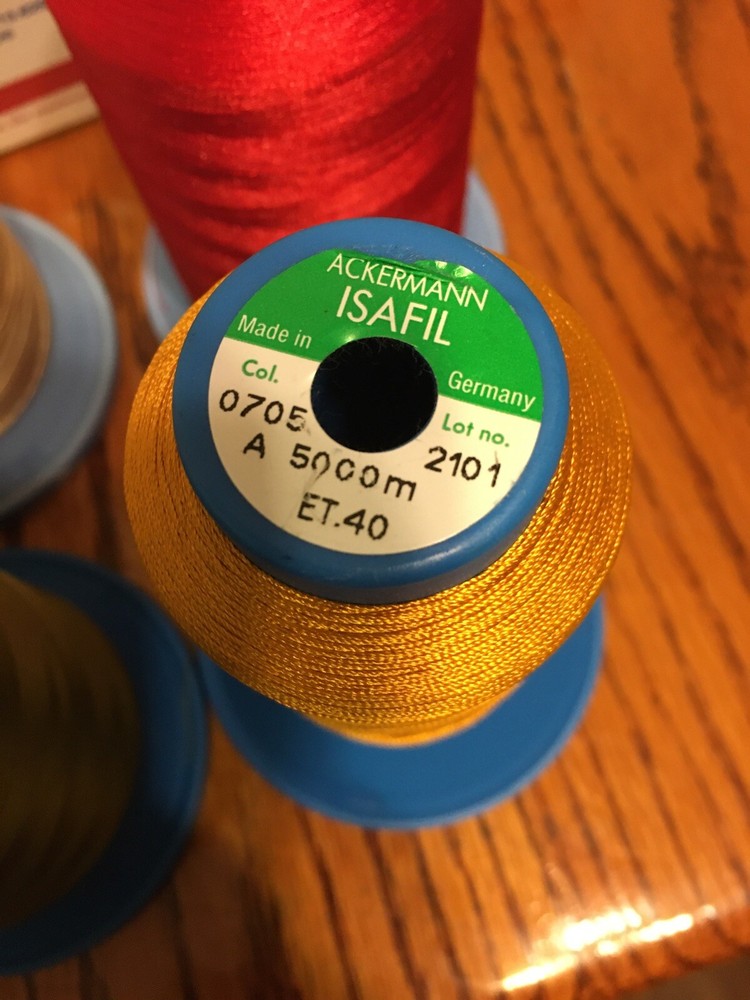 ACKERMANN
ISAFIL
Made in Germany
Col. Lot no.
0705 2101
A 5000m
ET.40